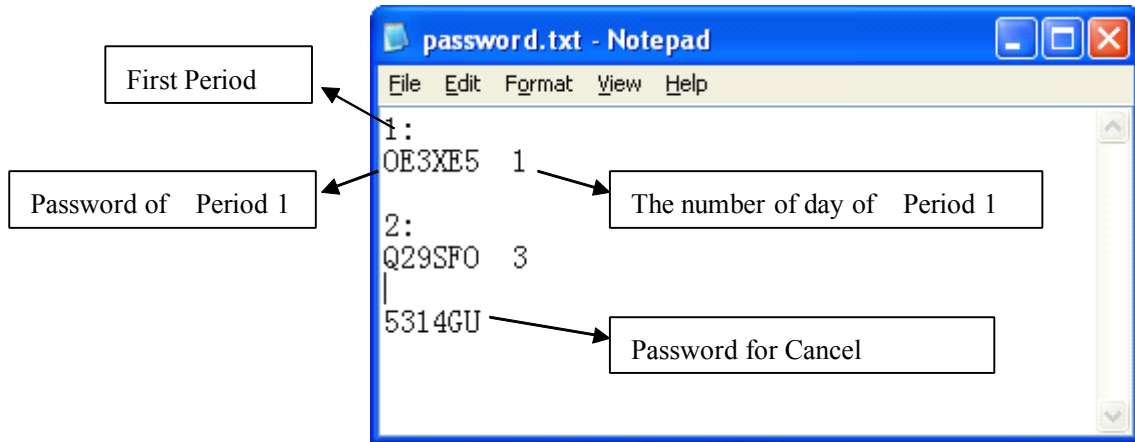 password.txt - Notepad
File Edit Format View Help
First Period
1:
OE3XE5 1
Password of Period 1
The number of day of Period 1
2:
Q29SFO 3
5314GU
Password for Cancel